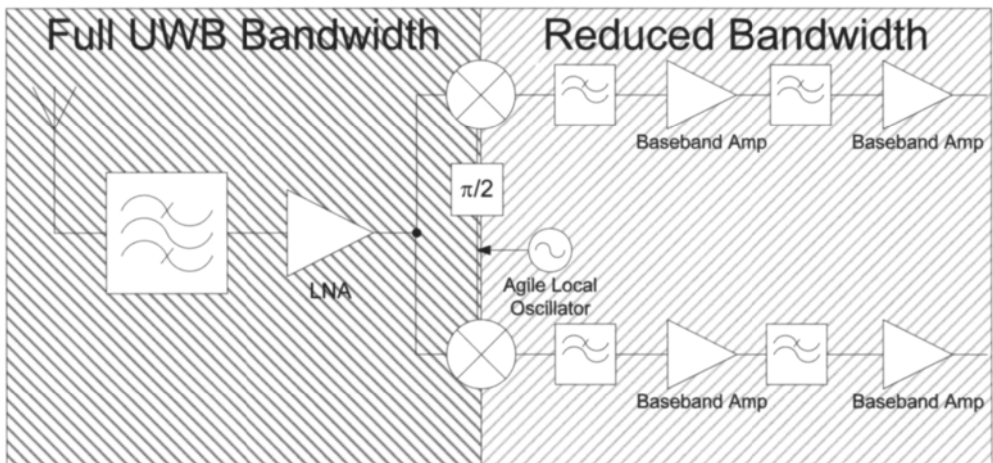 Full UWB Bandwidth
Reduced Bandwidth
Baseband Amp
Baseband Amp
π/2
LNA
Agile Local
Oscillator
Baseband Amp
Baseband Amp